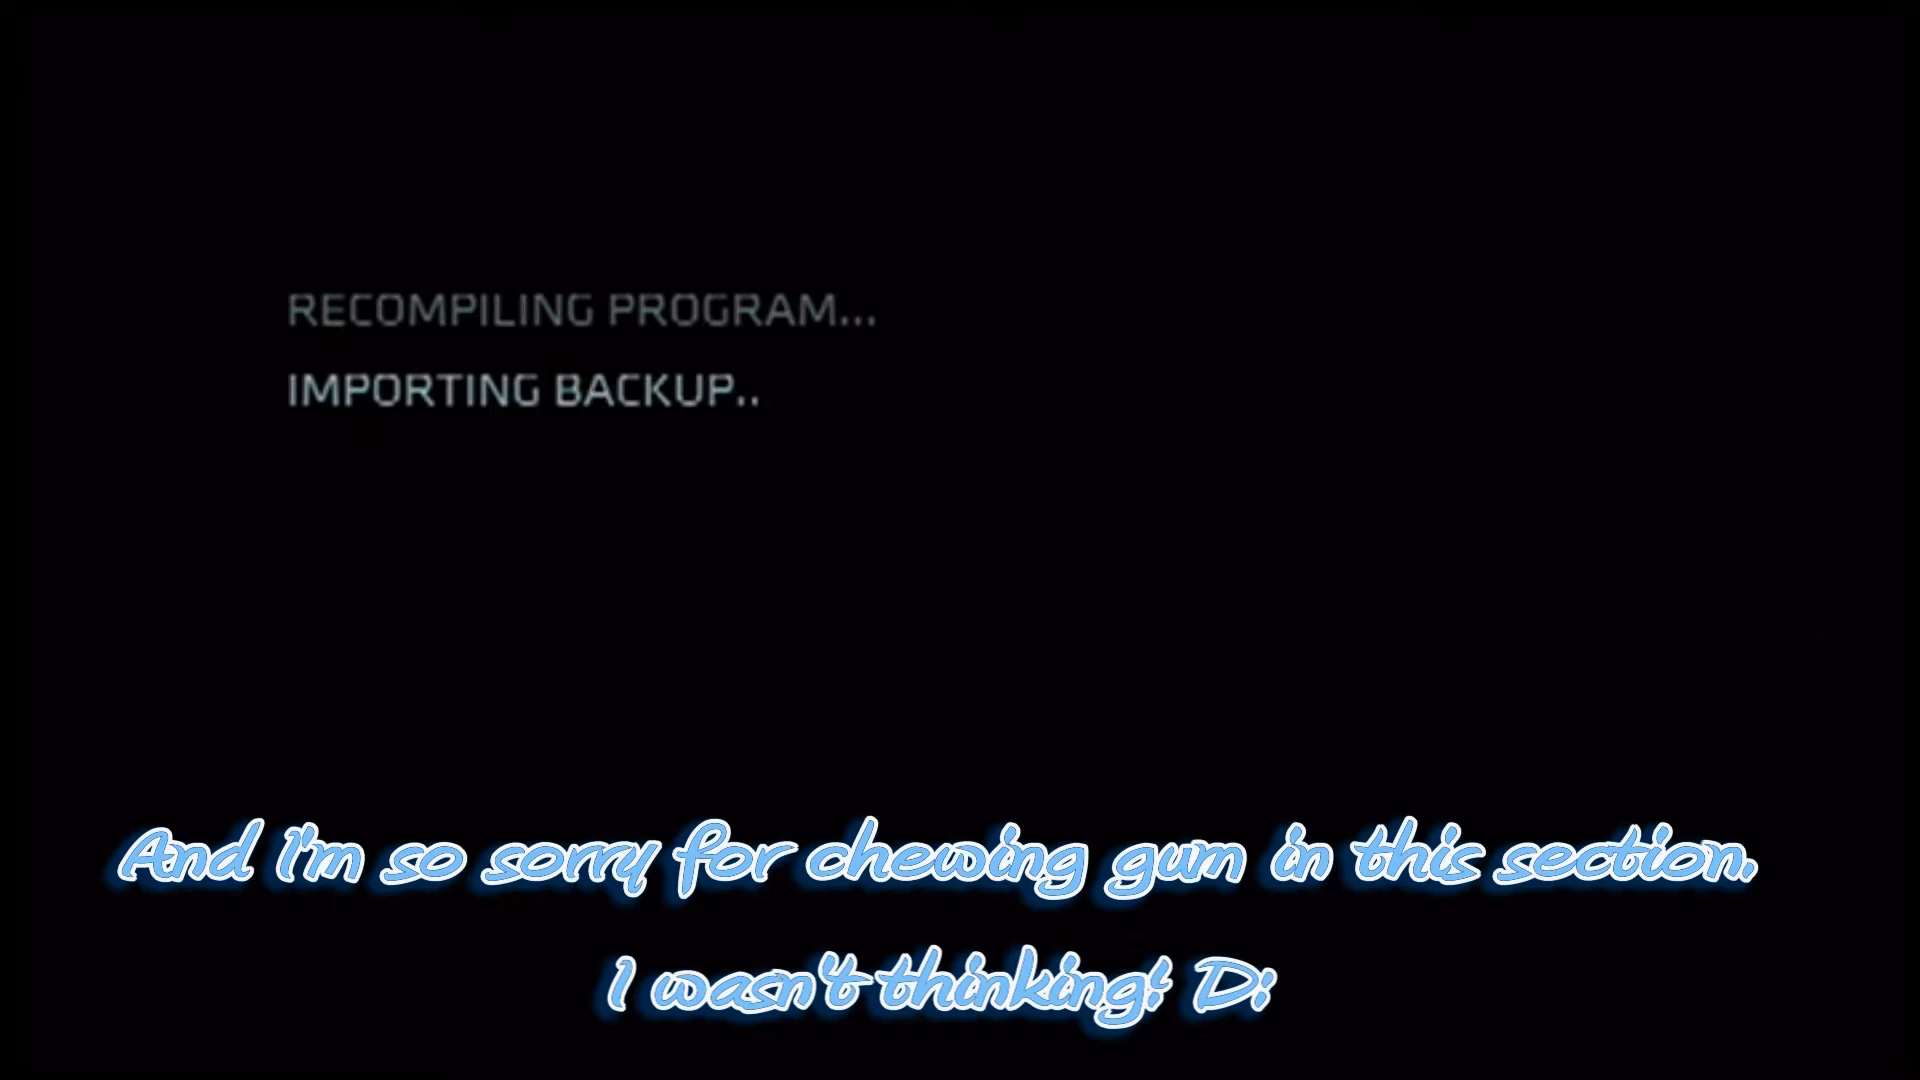 RECOMPILING PROGRAM...
IMPORTING BACKUP..
And I'm so sorry for chewing gum in this section.
I wasn't thinking! D: